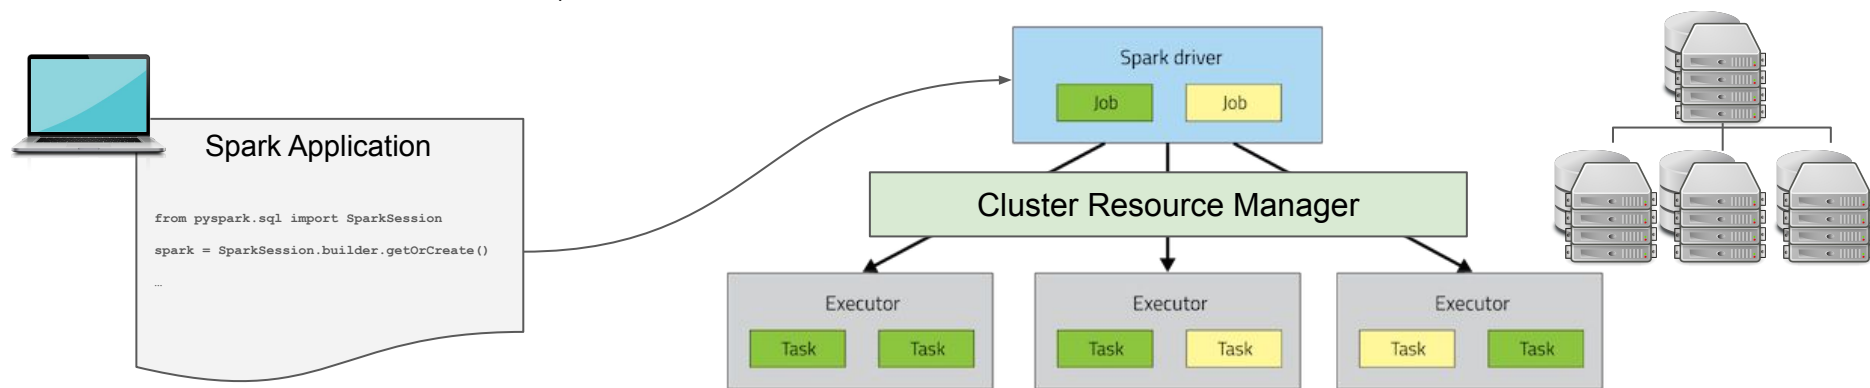 Spark Application
from pyspark.sql import SparkSession
spark = SparkSession.builder.getOrCreate()
…
Spark driver
Job Job
Cluster Resource Manager
Executor Executor Executor
Task Task Task Task Task Task